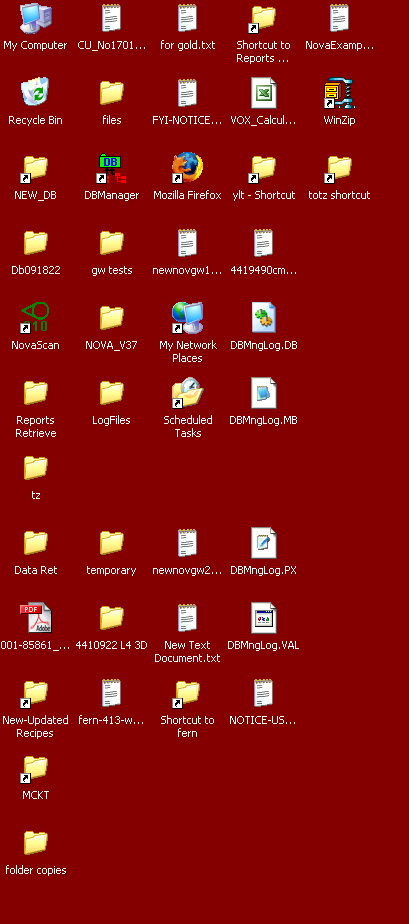 My Computer
CU_No1701...
for gold.txt
Shortcut to
Reports ...
NovaExamp...
Recycle Bin
files
FYI-NOTICE...
VOX_Calcul...
WinZip
NEW_DB
DB
DBManager
Mozilla Firefox
ylt - Shortcut
totz shortcut
Db091822
gw tests
newnovgw1...
4419490cm...
10
NovaScan
NOVA_V37
My Network
Places
DBMngLog.DB
Reports
Retrieve
LogFiles
Scheduled
Tasks
DBMngLog.MB
tz
Data Ret
temporary
newnovgw2...
DBMngLog.PX
PDF
Adobe
001-85861_...
4410922 L4 3D
New Text
Document.txt
DBMngLog.VAL
New-Updated
Recipes
fern-413-w...
Shortcut to
fern
NOTICE-US...
MCKT
folder copies